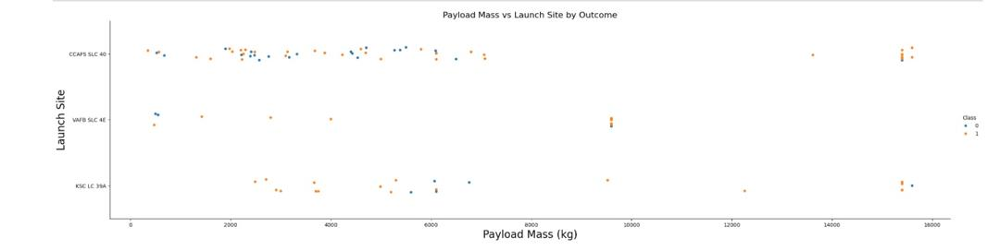 Payload Mass vs Launch Site by Outcome
Launch Site
CCAFS SLC 40
VAFB SLC 4E
KSC LC 39A
0 2000 4000 6000 8000 10000 12000 14000 16000
Payload Mass (kg)
Class
0
1